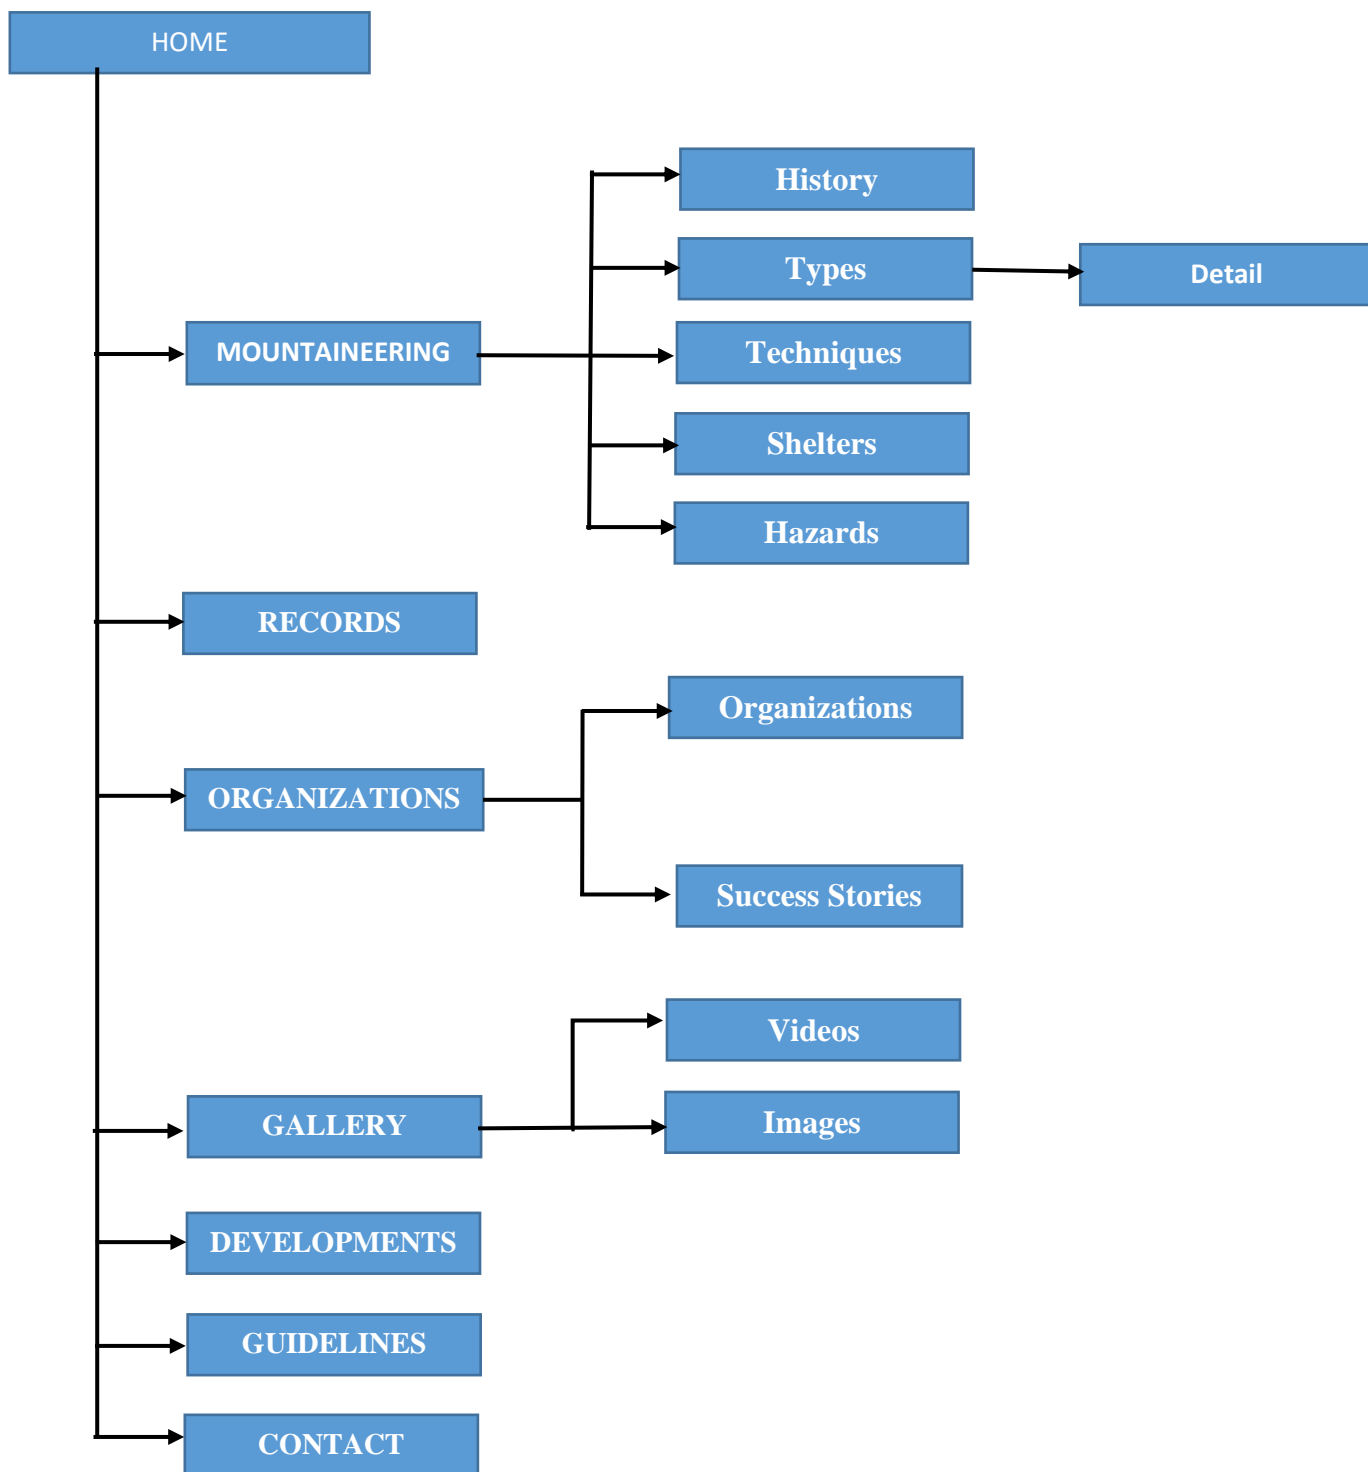 HOME
History
Types
Detail
MOUNTAINEERING
Techniques
Shelters
Hazards
RECORDS
Organizations
ORGANIZATIONS
Success Stories
Videos
GALLERY
Images
DEVELOPMENTS
GUIDELINES
CONTACT